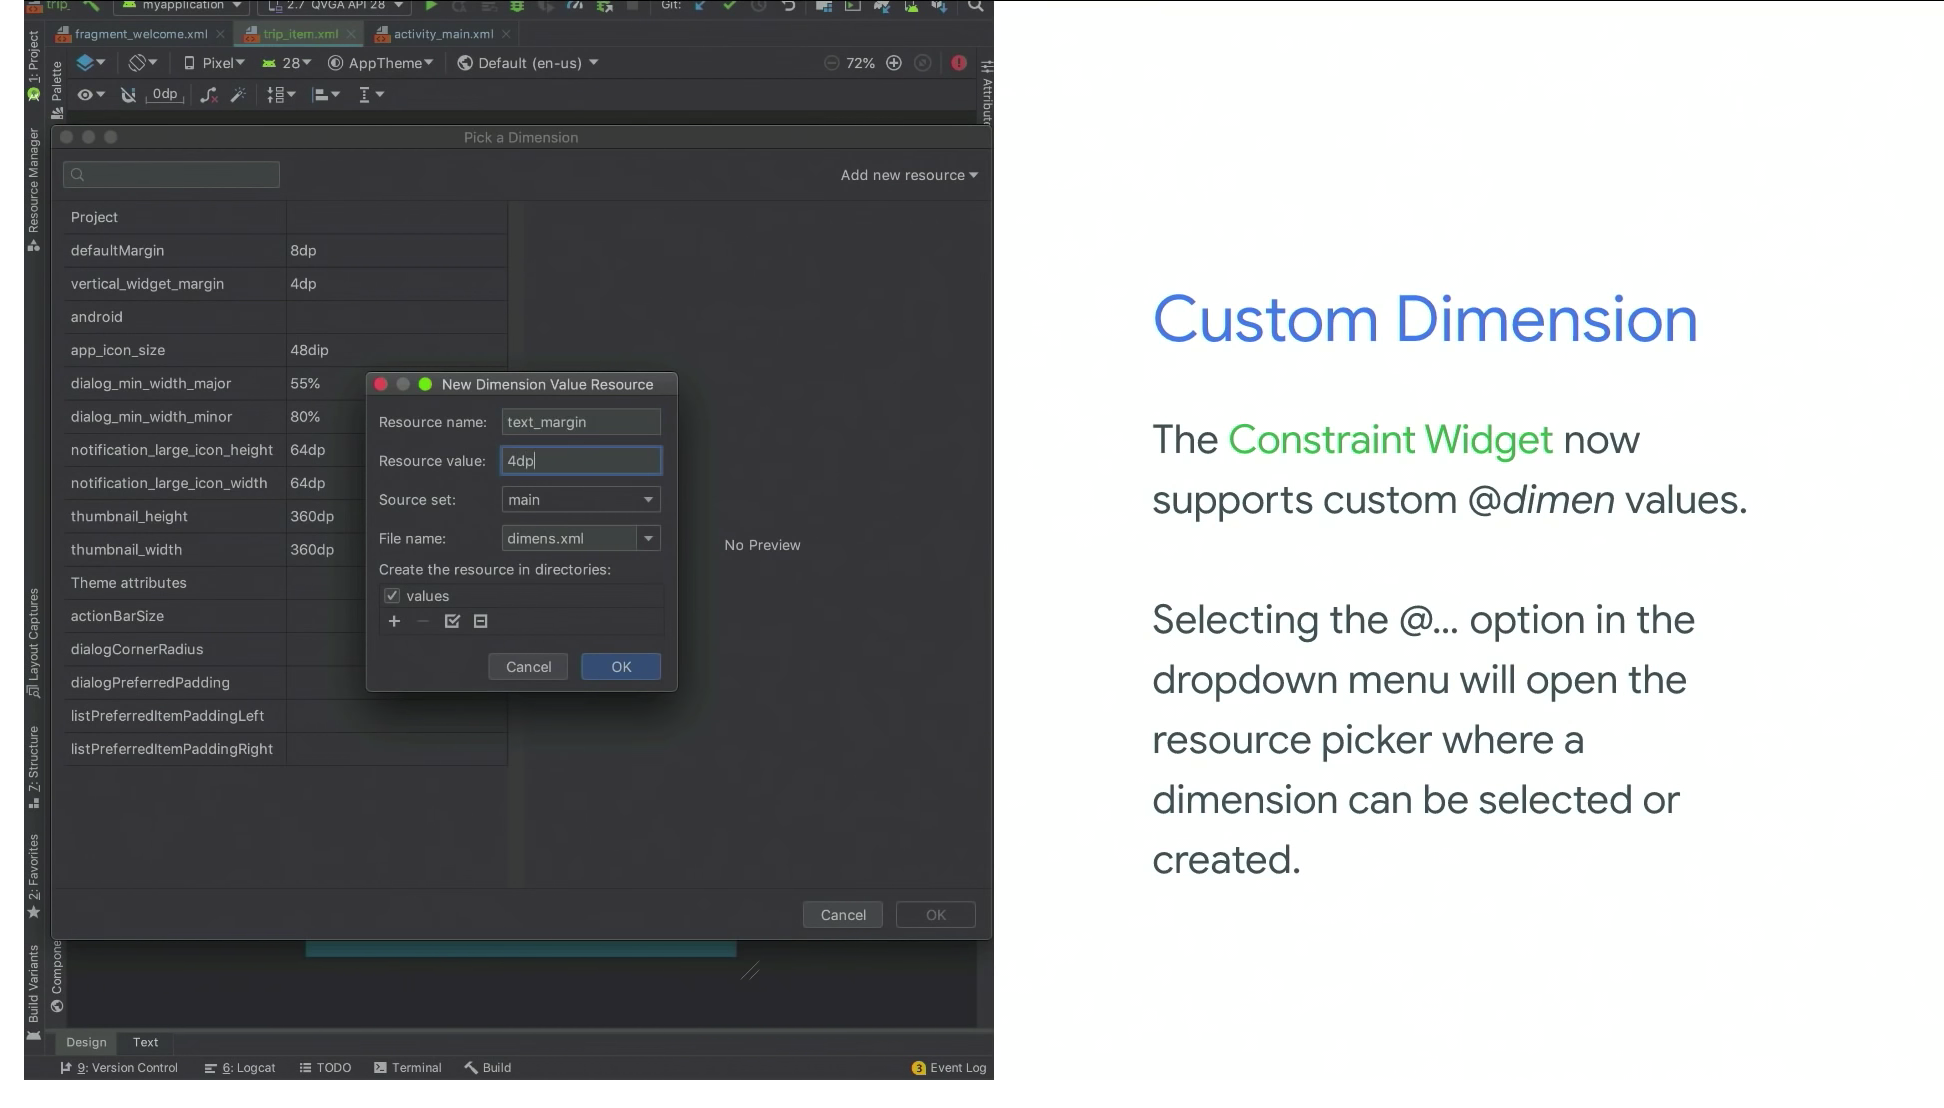 trip_
myapplication
2.7 QVGA API 28
Git:
fragment_welcome.xml
trip_item.xml
activity_main.xml
Pixel
28
AppTheme
Default (en-us)
72%
0dp
1: Project
Resource Manager
Layout Captures
7: Structure
2: Favorites
Build Variants
Palette
Pick a Dimension
Add new resource
Project
defaultMargin 8dp
vertical_widget_margin 4dp
android
app_icon_size 48dip
dialog_min_width_major 55%
dialog_min_width_minor 80%
notification_large_icon_height 64dp
notification_large_icon_width 64dp
thumbnail_height 360dp
thumbnail_width 360dp
Theme attributes
actionBarSize
dialogCornerRadius
dialogPreferredPadding
listPreferredItemPaddingLeft
listPreferredItemPaddingRight
No Preview
New Dimension Value Resource
Resource name: text_margin
Resource value: 4dp
Source set: main
File name: dimens.xml
Create the resource in directories:
values
Cancel OK
Cancel OK
Compone
Design Text
9: Version Control
6: Logcat
TODO
Terminal
Build
3 Event Log
Custom Dimension
The Constraint Widget now
supports custom @dimen values.
Selecting the @... option in the
dropdown menu will open the
resource picker where a
dimension can be selected or
created.